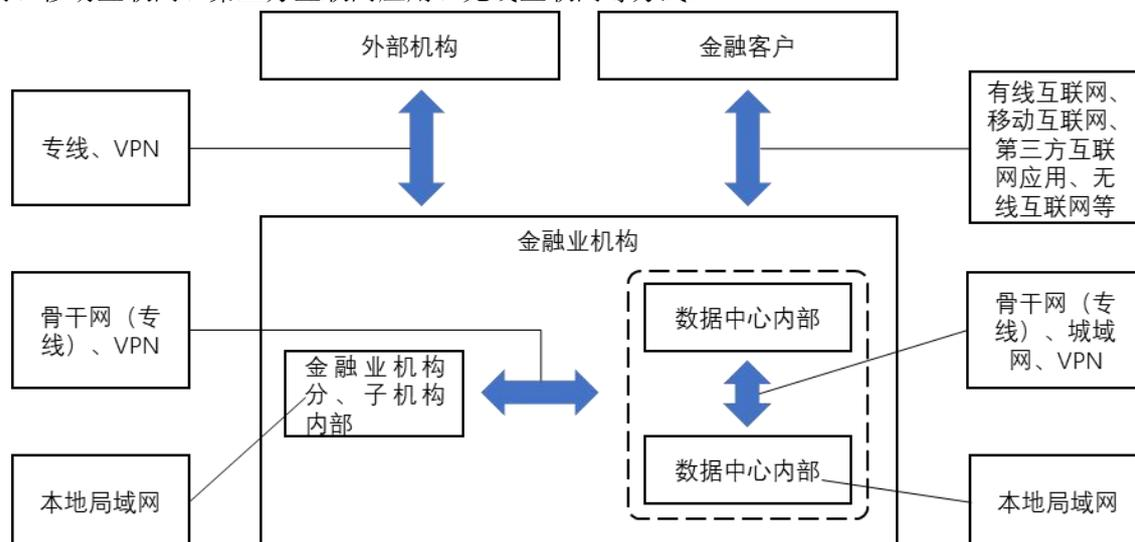 外部机构
金融客户
专线、VPN
有线互联网、
移动互联网、
第三方互联
网应用、无
线互联网等
金融业机构
骨干网（专
线）、VPN
数据中心内部
骨干网（专
线）、城域
网、VPN
金融业机构
分、子机构
内部
数据中心内部
本地局域网
本地局域网